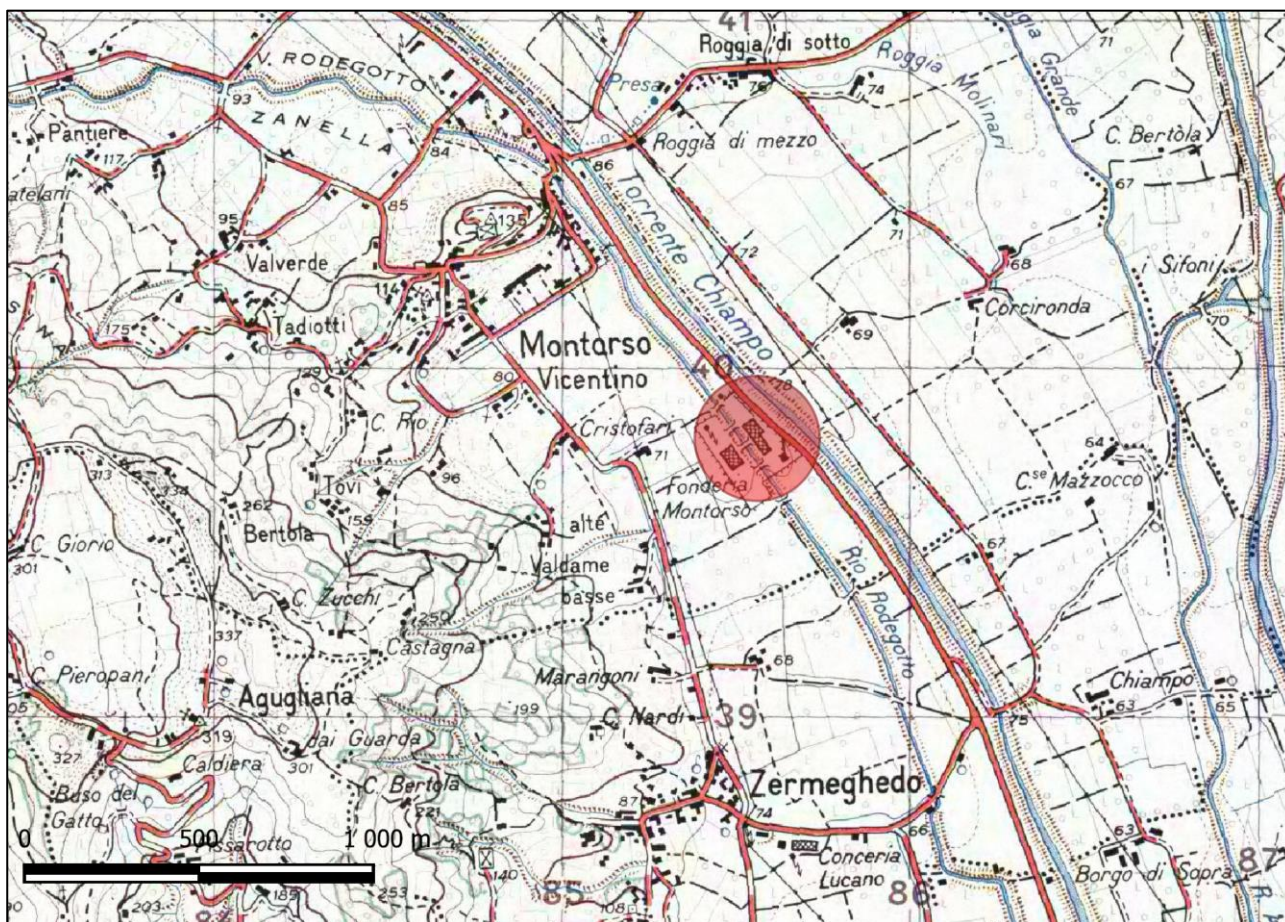 41
Roggia di sotto
Roggia Molinari
Roggia Grande
71
V. RODEGOTTO
Presa
76
74
93
ZANELLA
Pantiere
117
84
86
Roggia di mezzo
C. Bertòla
67
85
135
Torrente Chiampo
71
95
72
Valverde
114
68
Sifoni
Corcironda
70
175
Tadiotti
69
Montorso
Vicentino
40
78
129
80
C. Rio
Cristofari
71
64
C.se Mazzocco
313
334
96
Fonderia
Montorso
262
Tovi
159
Bertola
alte
Valdame
basse
67
C. Giorio
301
Rio Rodegotto
C. Zucchi
259
337
Castagna
68
Marangoni
Chiampo
C. Pieropan
Agugliana
199
C. Nardi
39
75
63
65
319
dai Guarda
327
Caldiera
301
C. Bertola
Zermeghedo
Buso del
Gatto
87
74
66
63
0 500 1 000 m
Conceria
Lucano
Borgo di Sopra
87
140
85
86
203
185
253
108